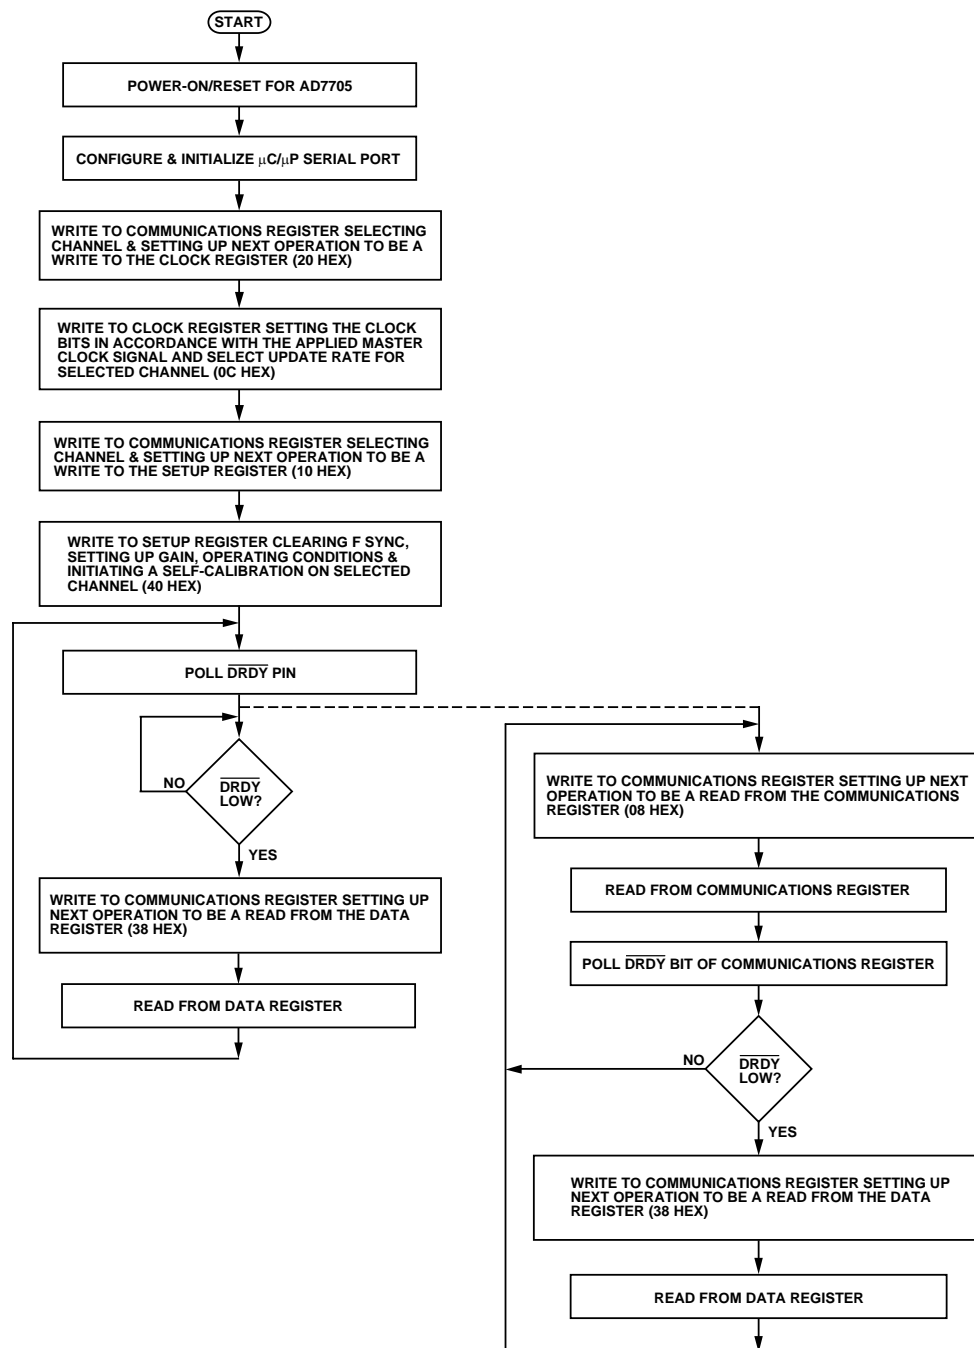 START
POWER-ON/RESET FOR AD7705
CONFIGURE & INITIALIZE μC/μP SERIAL PORT
WRITE TO COMMUNICATIONS REGISTER SELECTING
CHANNEL & SETTING UP NEXT OPERATION TO BE A
WRITE TO THE CLOCK REGISTER (20 HEX)
WRITE TO CLOCK REGISTER SETTING THE CLOCK
BITS IN ACCORDANCE WITH THE APPLIED MASTER
CLOCK SIGNAL AND SELECT UPDATE RATE FOR
SELECTED CHANNEL (0C HEX)
WRITE TO COMMUNICATIONS REGISTER SELECTING
CHANNEL & SETTING UP NEXT OPERATION TO BE A
WRITE TO THE SETUP REGISTER (10 HEX)
WRITE TO SETUP REGISTER CLEARING F SYNC,
SETTING UP GAIN, OPERATING CONDITIONS &
INITIATING A SELF-CALIBRATION ON SELECTED
CHANNEL (40 HEX)
POLL D̅R̅D̅Y̅ PIN
NO
D̅R̅D̅Y̅
LOW?
YES
WRITE TO COMMUNICATIONS REGISTER SETTING UP
NEXT OPERATION TO BE A READ FROM THE DATA
REGISTER (38 HEX)
READ FROM DATA REGISTER
WRITE TO COMMUNICATIONS REGISTER SETTING UP NEXT
OPERATION TO BE A READ FROM THE COMMUNICATIONS
REGISTER (08 HEX)
READ FROM COMMUNICATIONS REGISTER
POLL D̅R̅D̅Y̅ BIT OF COMMUNICATIONS REGISTER
NO
D̅R̅D̅Y̅
LOW?
YES
WRITE TO COMMUNICATIONS REGISTER SETTING UP
NEXT OPERATION TO BE A READ FROM THE DATA
REGISTER (38 HEX)
READ FROM DATA REGISTER